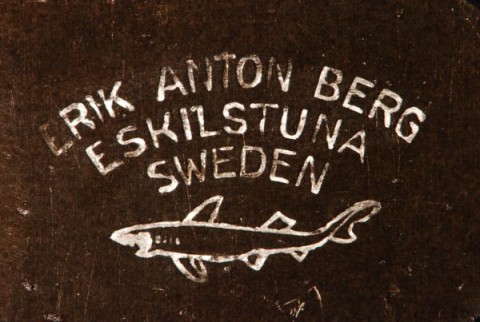 ERIK ANTON BERG
ESKILSTUNA
SWEDEN